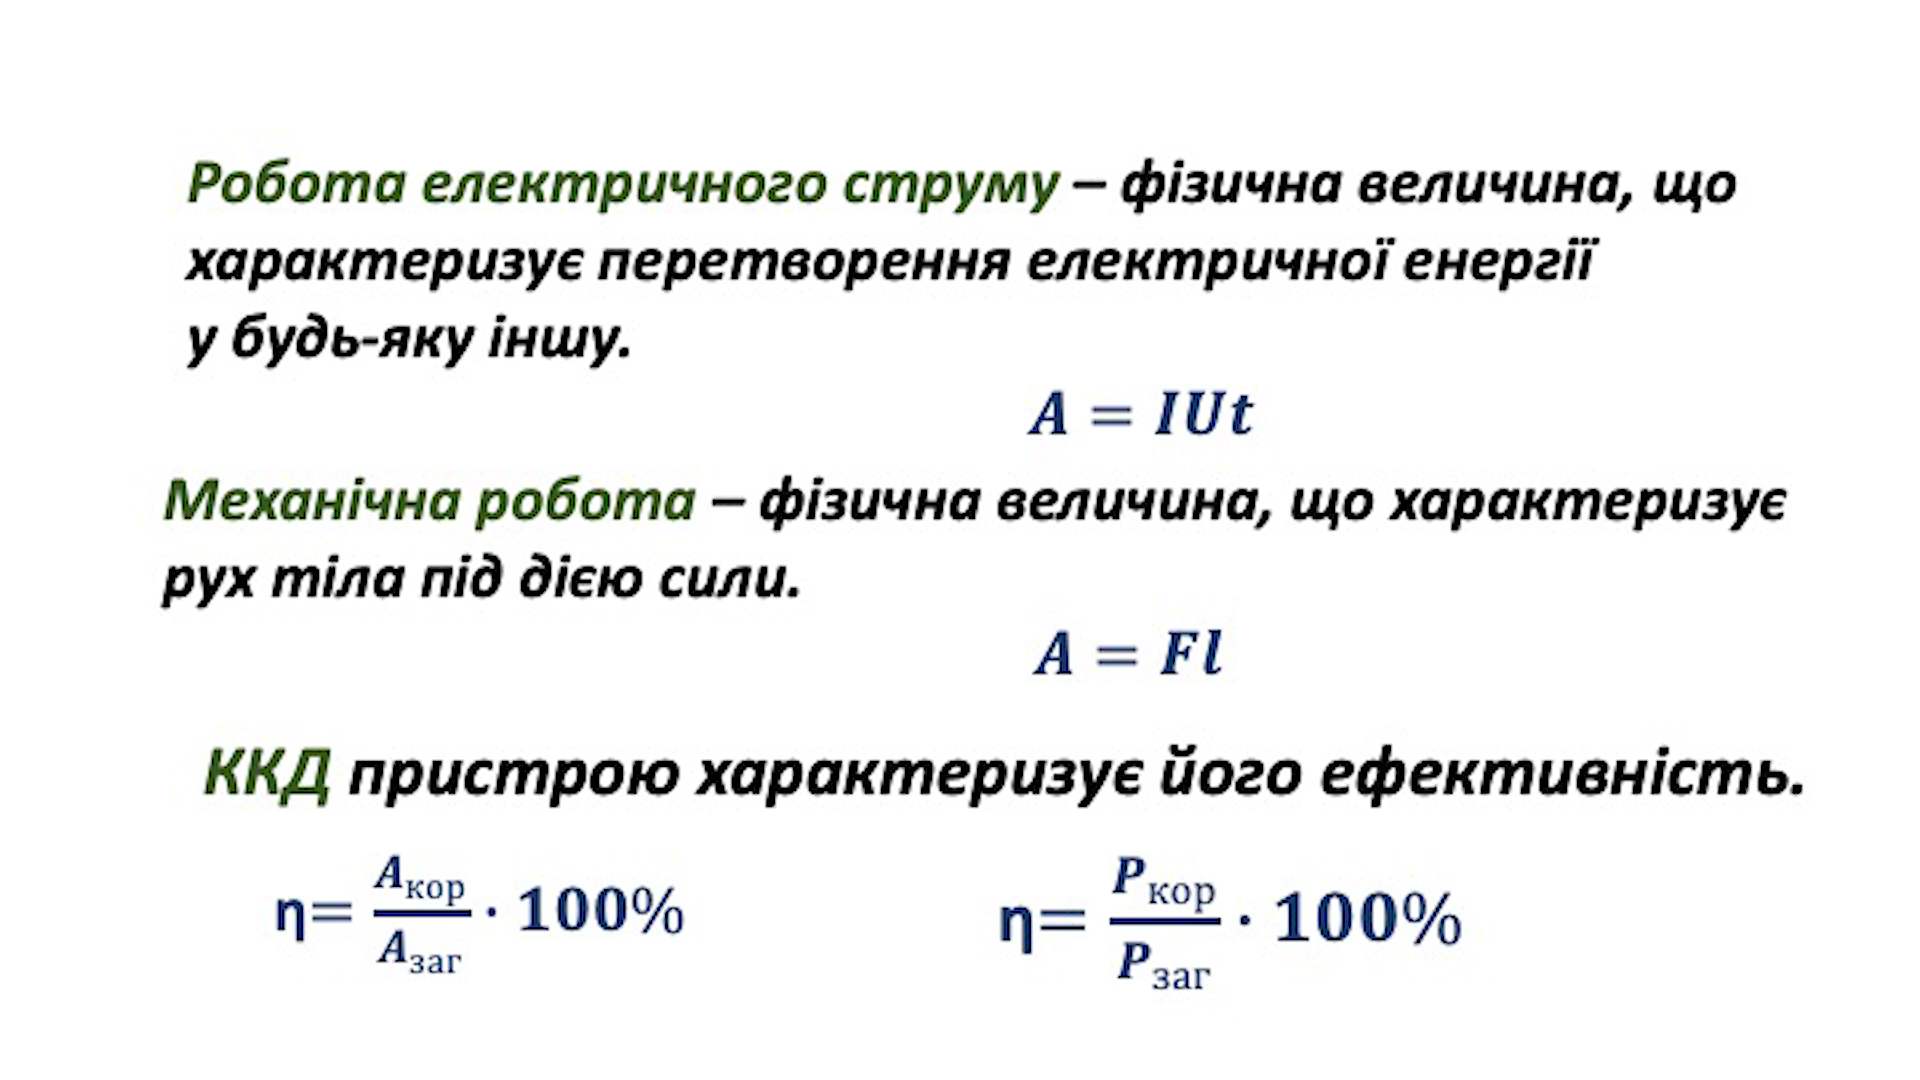 Робота електричного струму – фізична величина, що
характеризує перетворення електричної енергії
у будь-яку іншу.
A = IUt
Механічна робота – фізична величина, що характеризує
рух тіла під дією сили.
A = Fl
ККД пристрою характеризує його ефективність.
η= Aкор/Aзаг · 100% η= Pкор/Pзаг · 100%